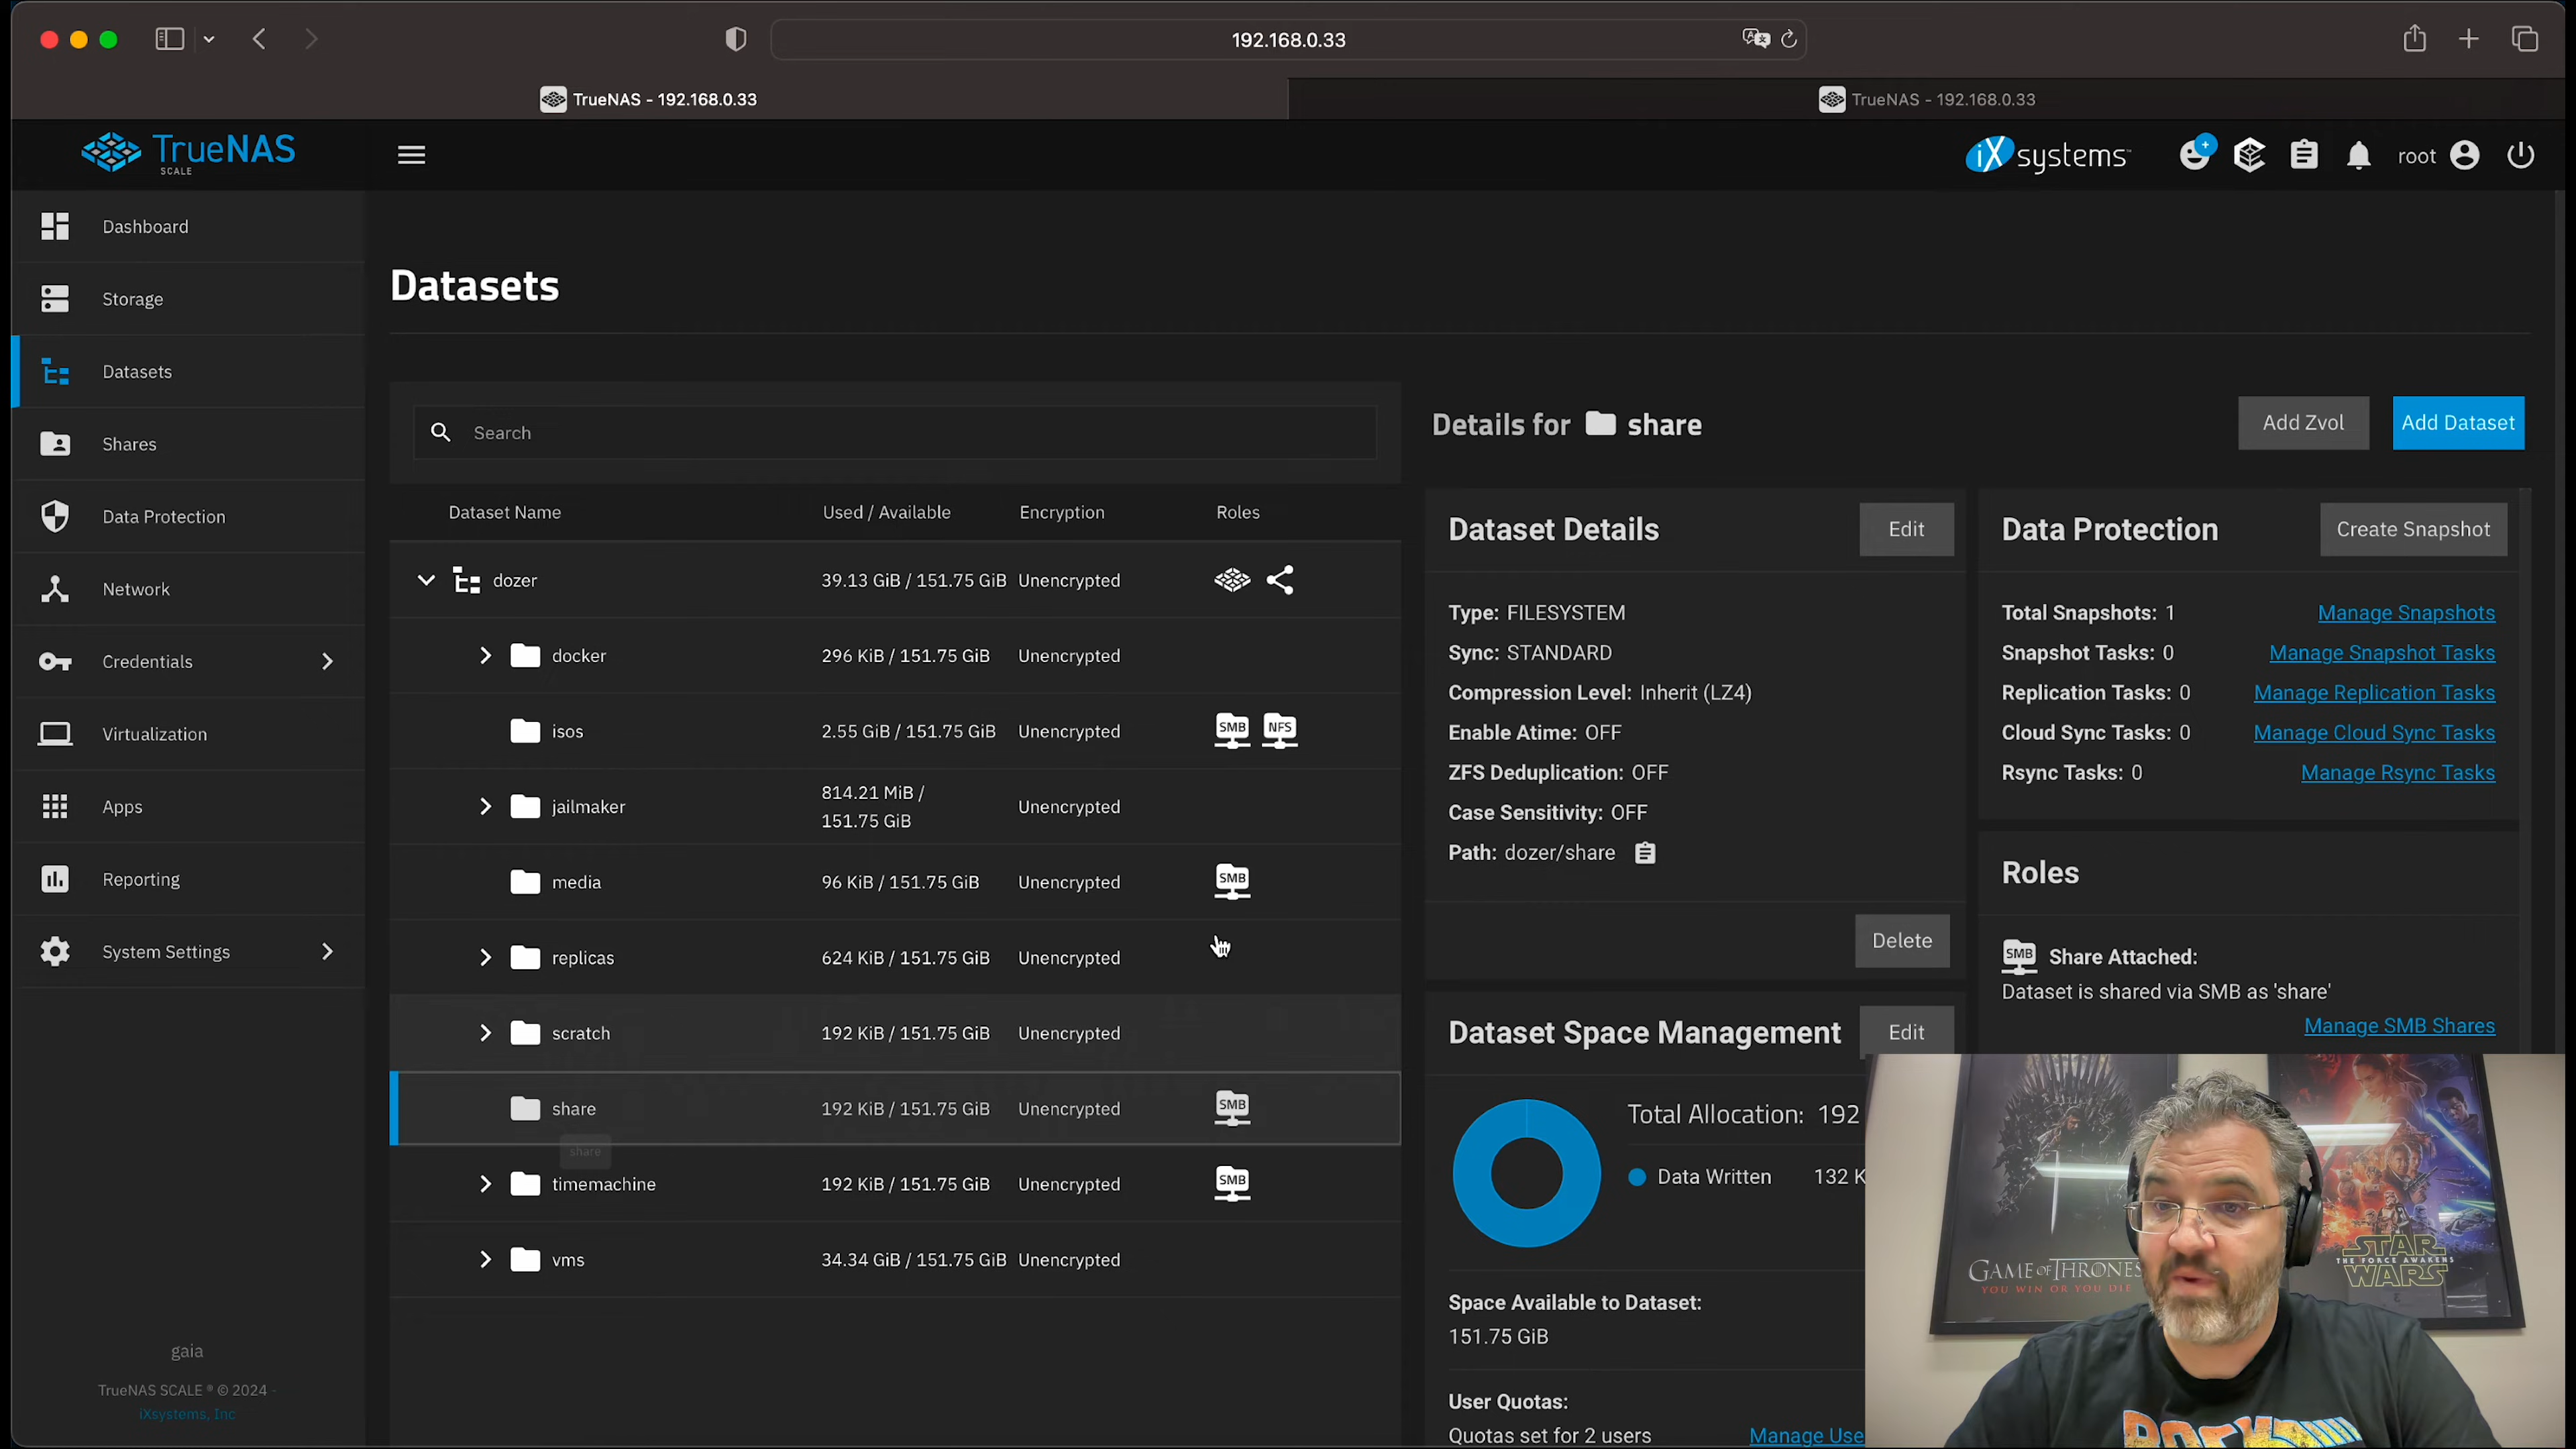 192.168.0.33
TrueNAS - 192.168.0.33
TrueNAS - 192.168.0.33
TrueNAS
SCALE
iX systems™
root
Dashboard
Storage
Datasets
Shares
Data Protection
Network
Credentials
Virtualization
Apps
Reporting
System Settings
gaia
TrueNAS SCALE ® © 2024 -
iXsystems, Inc
Datasets
Search
Dataset Name Used / Available Encryption Roles
dozer 39.13 GiB / 151.75 GiB Unencrypted
docker 296 KiB / 151.75 GiB Unencrypted
isos 2.55 GiB / 151.75 GiB Unencrypted SMB NFS
jailmaker 814.21 MiB / Unencrypted
151.75 GiB
media 96 KiB / 151.75 GiB Unencrypted SMB
replicas 624 KiB / 151.75 GiB Unencrypted
scratch 192 KiB / 151.75 GiB Unencrypted
share 192 KiB / 151.75 GiB Unencrypted SMB
share
timemachine 192 KiB / 151.75 GiB Unencrypted SMB
vms 34.34 GiB / 151.75 GiB Unencrypted
Details for share
Add Zvol
Add Dataset
Dataset Details
Edit
Type: FILESYSTEM
Sync: STANDARD
Compression Level: Inherit (LZ4)
Enable Atime: OFF
ZFS Deduplication: OFF
Case Sensitivity: OFF
Path: dozer/share
Delete
Dataset Space Management
Edit
Total Allocation: 192
Data Written 132 K
Space Available to Dataset:
151.75 GiB
User Quotas:
Quotas set for 2 users Manage Use
Data Protection
Create Snapshot
Total Snapshots: 1 Manage Snapshots
Snapshot Tasks: 0 Manage Snapshot Tasks
Replication Tasks: 0 Manage Replication Tasks
Cloud Sync Tasks: 0 Manage Cloud Sync Tasks
Rsync Tasks: 0 Manage Rsync Tasks
Roles
SMB Share Attached:
Dataset is shared via SMB as 'share'
Manage SMB Shares
GAME OF THRONES
YOU WIN OR YOU DIE
STAR
THE FORCE AWAKENS
WARS